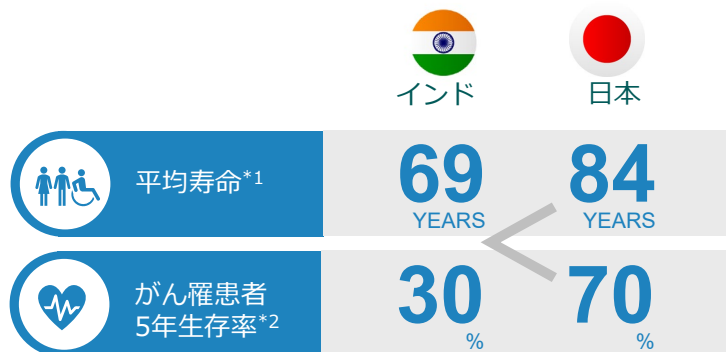 インド 日本
平均寿命*1 69 84
YEARS YEARS
がん罹患者
5年生存率*2 30 70
% %